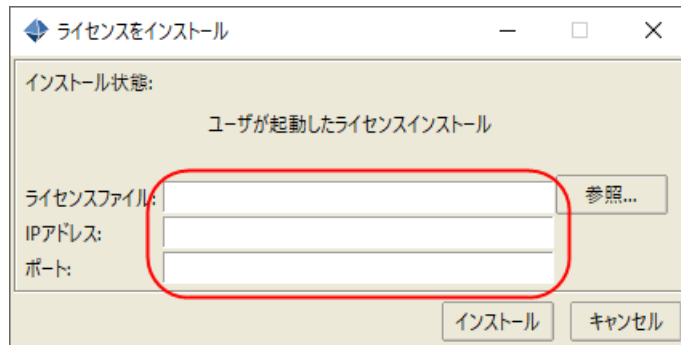 ライセンスをインストール
インストール状態:
ユーザが起動したライセンスインストール
ライセンスファイル:
参照...
IPアドレス:
ポート:
インストール
キャンセル